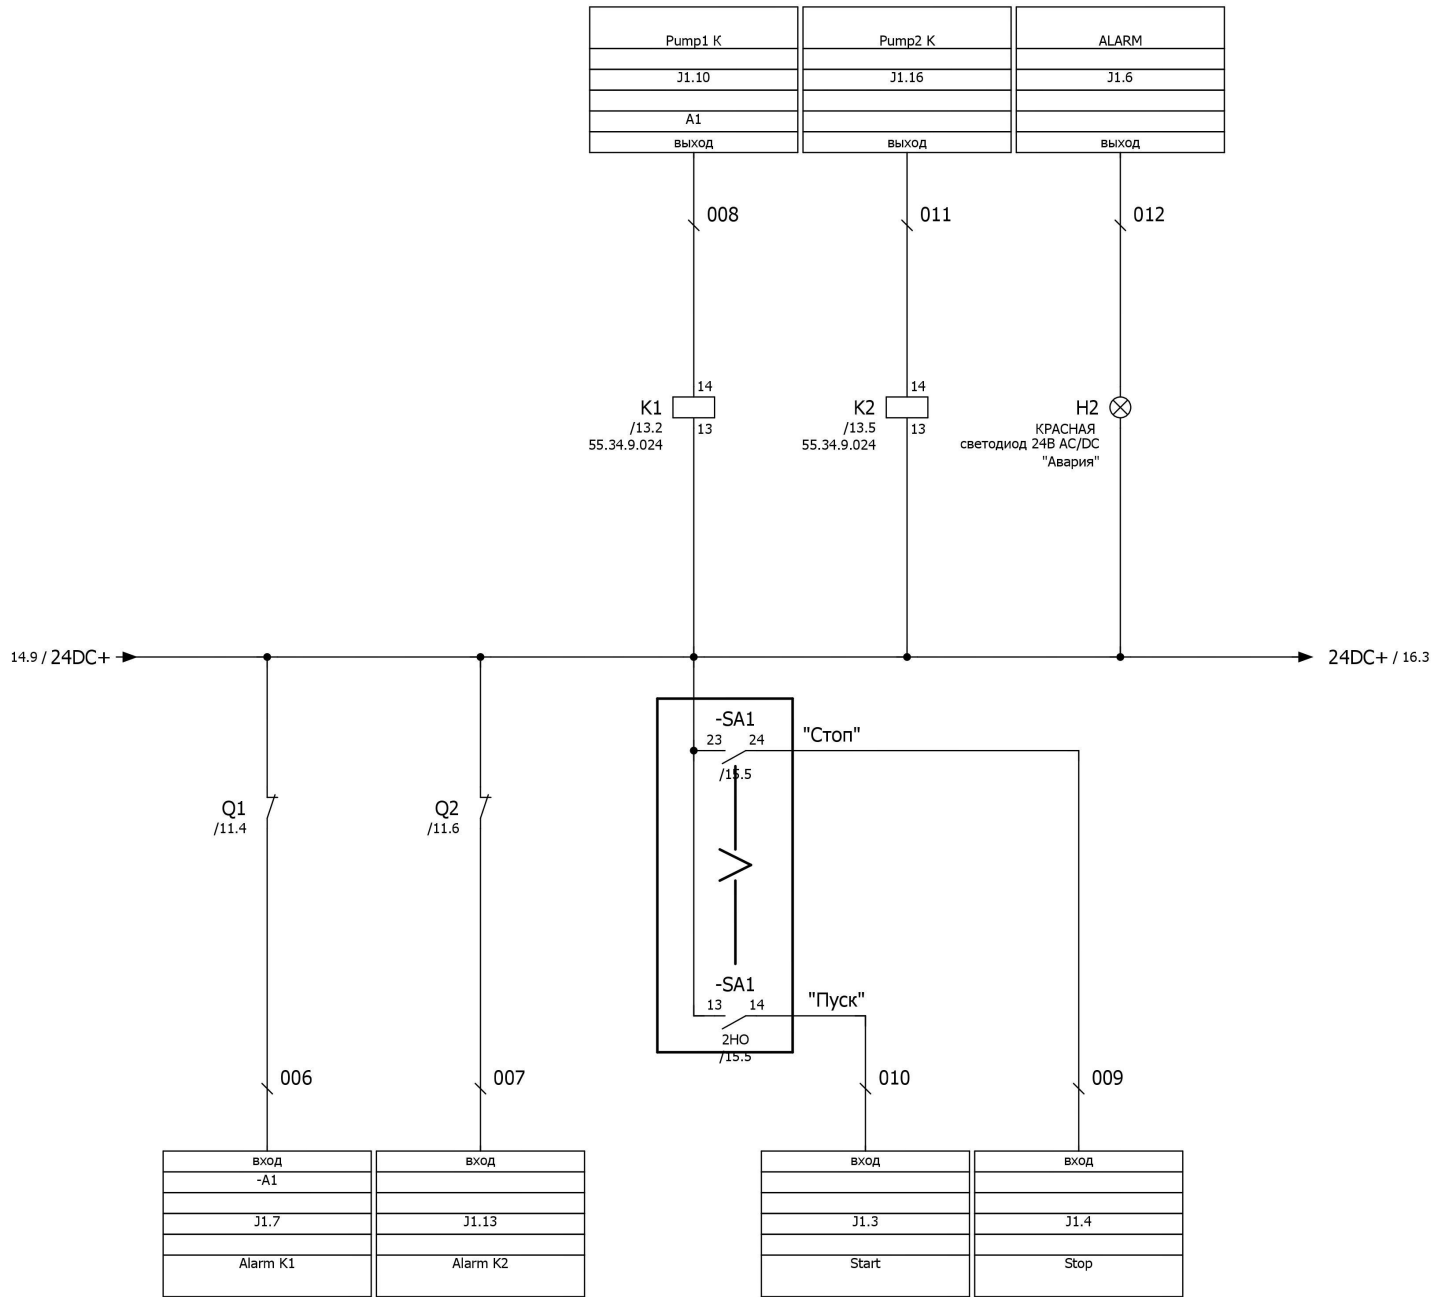 Pump1 K
Pump2 K
ALARM
J1.10
J1.16
J1.6
A1
выход
выход
выход
008
011
012
14
14
K1
K2
H2
/13.2
13
/13.5
13
КРАСНАЯ
55.34.9.024
55.34.9.024
светодиод 24В AC/DC
"Авария"
14.9 / 24DC+
24DC+ / 16.3
-SA1
"Стоп"
23 24
/15.5
Q1
/11.4
Q2
/11.6
-SA1
"Пуск"
13 14
2НО
/15.5
006
007
010
009
вход
вход
вход
вход
-A1
J1.7
J1.13
J1.3
J1.4
Alarm K1
Alarm K2
Start
Stop